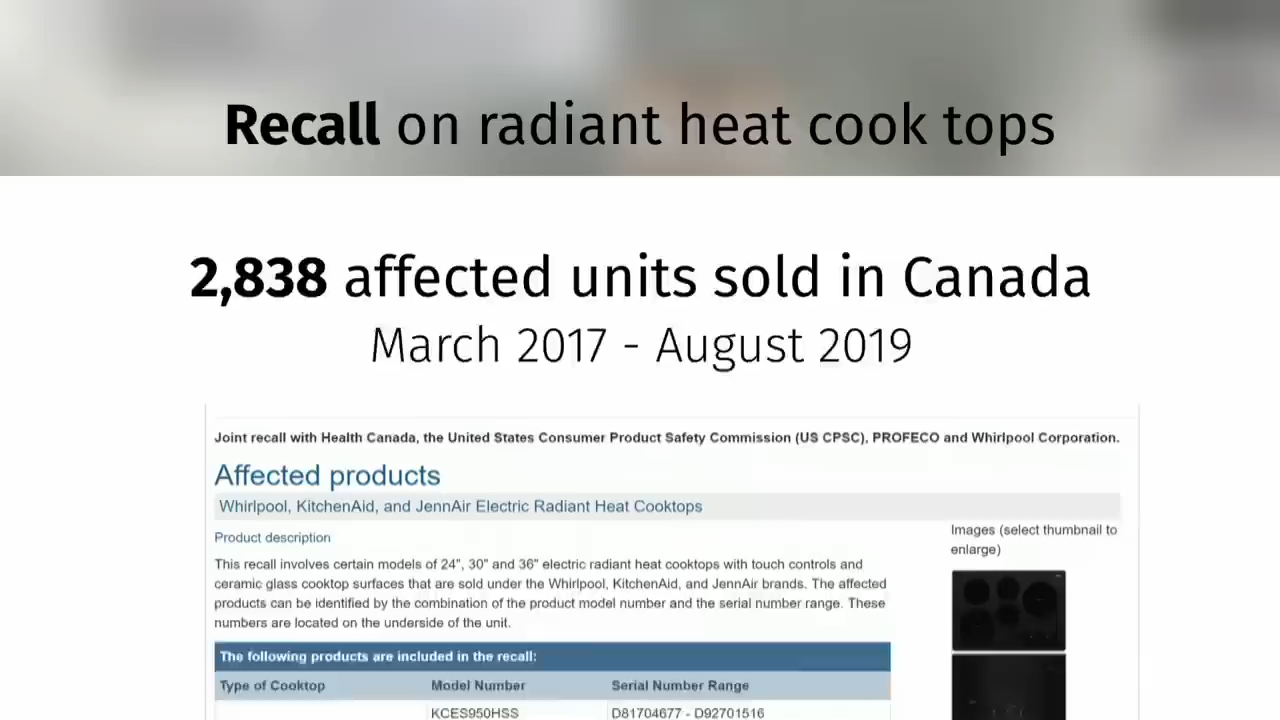 Recall on radiant heat cook tops
2,838 affected units sold in Canada
March 2017 - August 2019
Joint recall with Health Canada, the United States Consumer Product Safety Commission (US CPSC), PROFECO and Whirlpool Corporation.
Affected products
Whirlpool, KitchenAid, and JennAir Electric Radiant Heat Cooktops
Product description
Images (select thumbnail to
enlarge)
This recall involves certain models of 24", 30" and 36" electric radiant heat cooktops with touch controls and
ceramic glass cooktop surfaces that are sold under the Whirlpool, KitchenAid, and JennAir brands. The affected
products can be identified by the combination of the product model number and the serial number range. These
numbers are located on the underside of the unit.
The following products are included in the recall:
Type of Cooktop Model Number Serial Number Range
KCES950HSS D81704677 - D92701516